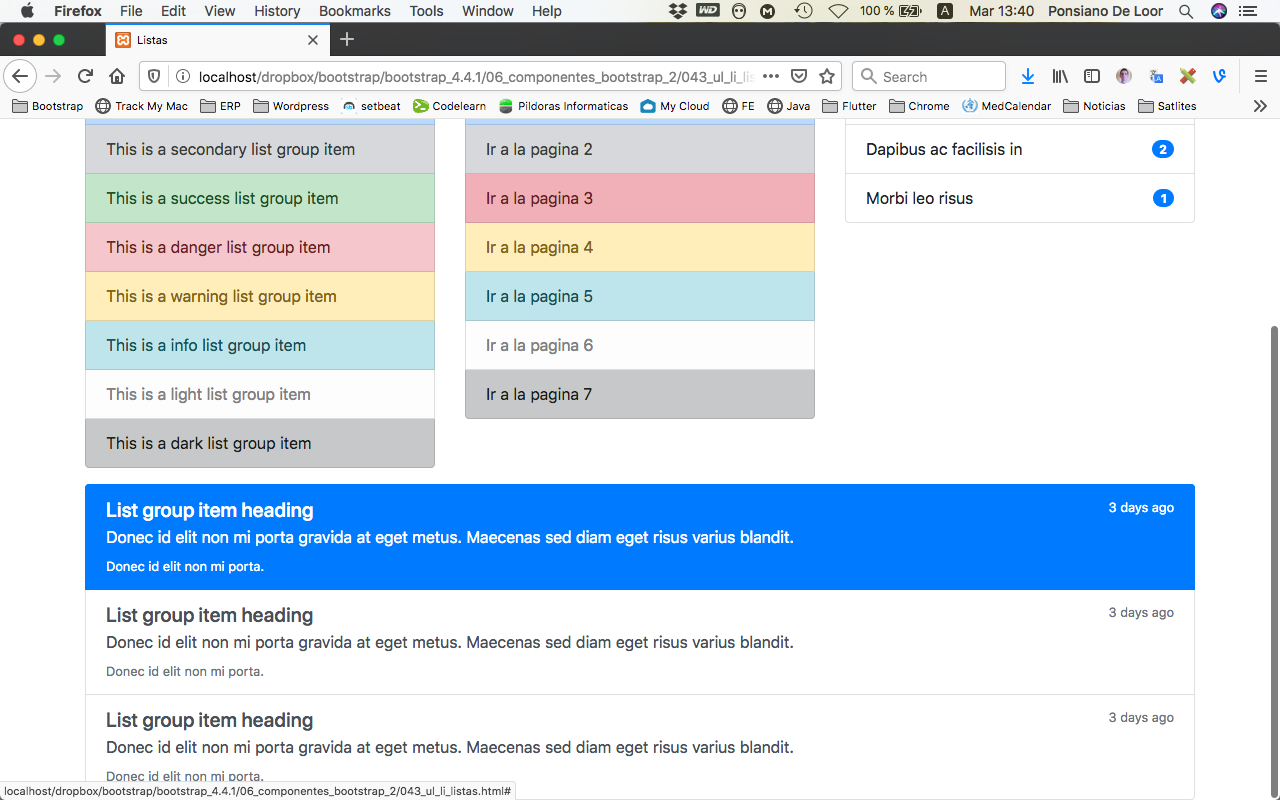 Firefox File Edit View History Bookmarks Tools Window Help WD 100 % A Mar 13:40 Ponsiano De Loor
Listas
localhost/dropbox/bootstrap/bootstrap_4.4.1/06_componentes_bootstrap_2/043_ul_li_lis Search
Bootstrap Track My Mac ERP Wordpress setbeat Codelearn Pildoras Informaticas My Cloud FE Java Flutter Chrome MedCalendar Noticias Satlites
This is a secondary list group item
This is a success list group item
This is a danger list group item
This is a warning list group item
This is a info list group item
This is a light list group item
This is a dark list group item
Ir a la pagina 2
Ir a la pagina 3
Ir a la pagina 4
Ir a la pagina 5
Ir a la pagina 6
Ir a la pagina 7
Dapibus ac facilisis in 2
Morbi leo risus 1
List group item heading 3 days ago
Donec id elit non mi porta gravida at eget metus. Maecenas sed diam eget risus varius blandit.
Donec id elit non mi porta.
List group item heading 3 days ago
Donec id elit non mi porta gravida at eget metus. Maecenas sed diam eget risus varius blandit.
Donec id elit non mi porta.
List group item heading 3 days ago
Donec id elit non mi porta gravida at eget metus. Maecenas sed diam eget risus varius blandit.
Donec id elit non mi porta.
localhost/dropbox/bootstrap/bootstrap_4.4.1/06_componentes_bootstrap_2/043_ul_li_listas.html#